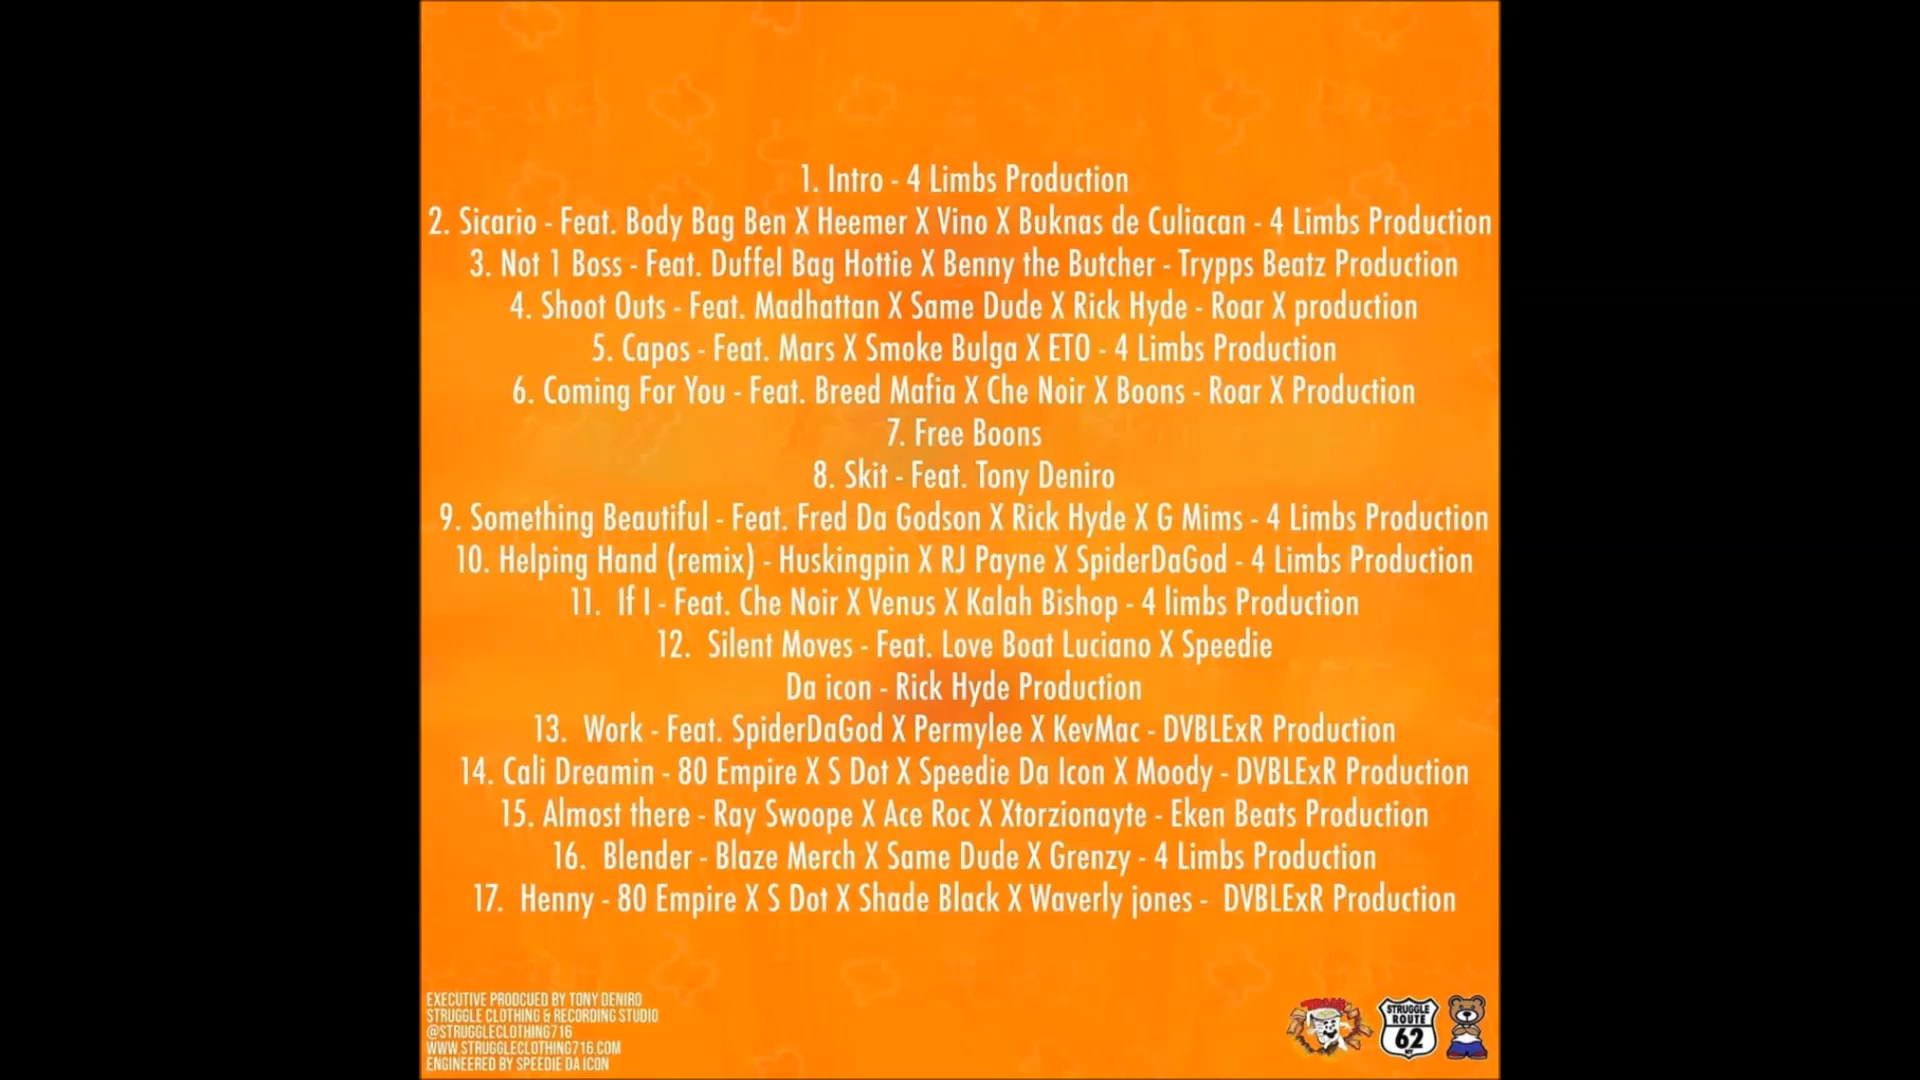 1. Intro - 4 Limbs Production
2. Sicario - Feat. Body Bag Ben X Heemer X Vino X Buknas de Culiacan - 4 Limbs Production
3. Not 1 Boss - Feat. Duffel Bag Hottie X Benny the Butcher - Trypps Beatz Production
4. Shoot Outs - Feat. Madhattan X Same Dude X Rick Hyde - Roar X production
5. Capos - Feat. Mars X Smoke Bulga X ETO - 4 Limbs Production
6. Coming For You - Feat. Breed Mafia X Che Noir X Boons - Roar X Production
7. Free Boons
8. Skit - Feat. Tony Deniro
9. Something Beautiful - Feat. Fred Da Godson X Rick Hyde X G Mims - 4 Limbs Production
10. Helping Hand (remix) - Huskingpin X RJ Payne X SpiderDaGod - 4 Limbs Production
11. If I - Feat. Che Noir X Venus X Kalah Bishop - 4 limbs Production
12. Silent Moves - Feat. Love Boat Luciano X Speedie
Da icon - Rick Hyde Production
13. Work - Feat. SpiderDaGod X Permylee X KevMac - DVBLExR Production
14. Cali Dreamin - 80 Empire X S Dot X Speedie Da Icon X Moody - DVBLExR Production
15. Almost there - Ray Swoope X Ace Roc X Xtorzionayte - Eken Beats Production
16. Blender - Blaze Merch X Same Dude X Grenzy - 4 Limbs Production
17. Henny - 80 Empire X S Dot X Shade Black X Waverly jones - DVBLExR Production
EXECUTIVE PRODCUED BY TONY DENIRO
STRUGGLE CLOTHING & RECORDING STUDIO
@STRUGGLECLOTHING716
WWW.STRUGGLECLOTHING716.COM
ENGINEERED BY SPEEDIE DA ICON
STRUGGLE
ROUTE
62
NY